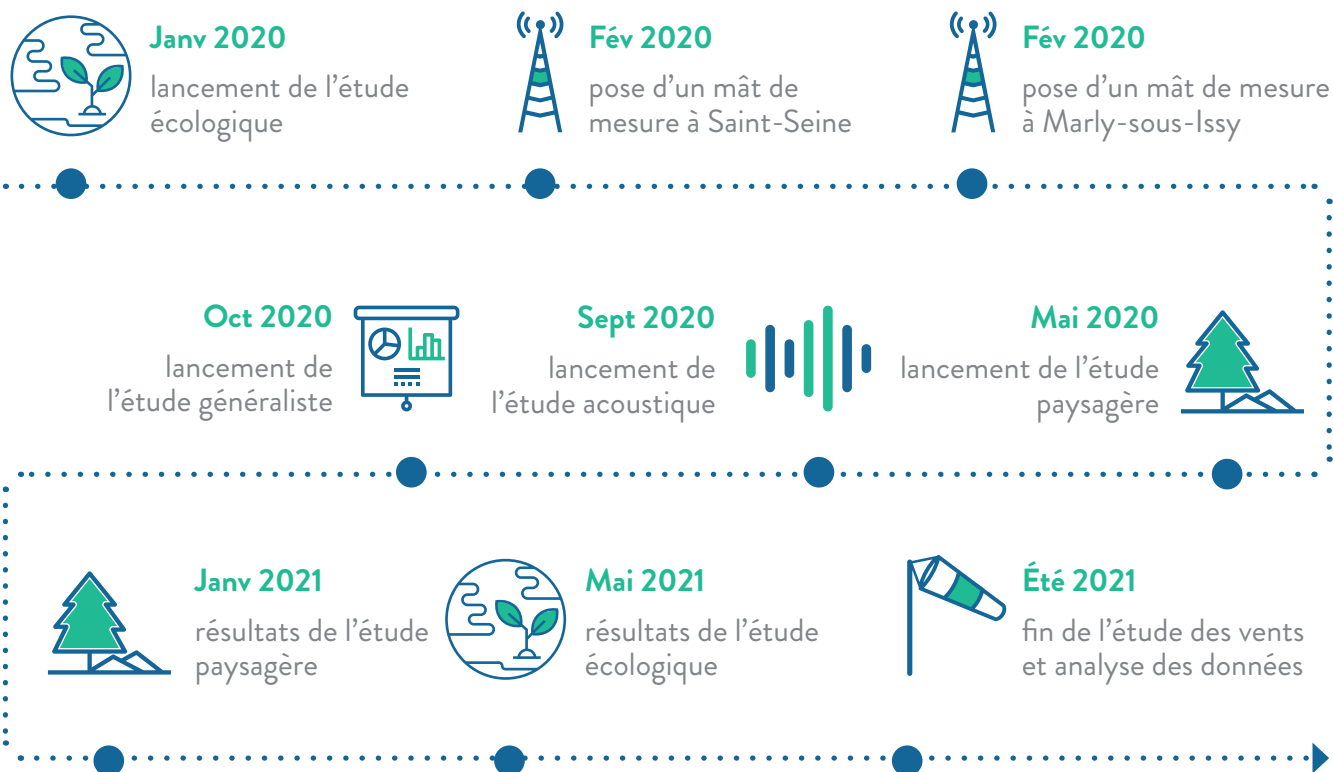 Janv 2020
lancement de l’étude
écologique
Fév 2020
pose d’un mât de
mesure à Saint-Seine
Fév 2020
pose d’un mât de mesure
à Marly-sous-Issy
Mai 2020
lancement de l’étude
paysagère
Sept 2020
lancement de
l’étude acoustique
Oct 2020
lancement de
l’étude généraliste
Janv 2021
résultats de l’étude
paysagère
Mai 2021
résultats de l’étude
écologique
Été 2021
fin de l’étude des vents
et analyse des données